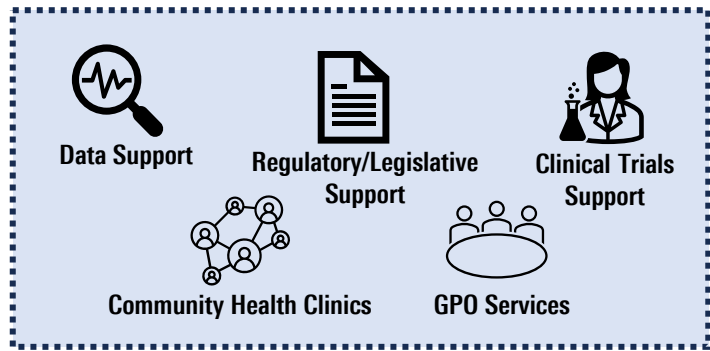 Data Support
Regulatory/Legislative
Support
Clinical Trials
Support
Community Health Clinics
GPO Services